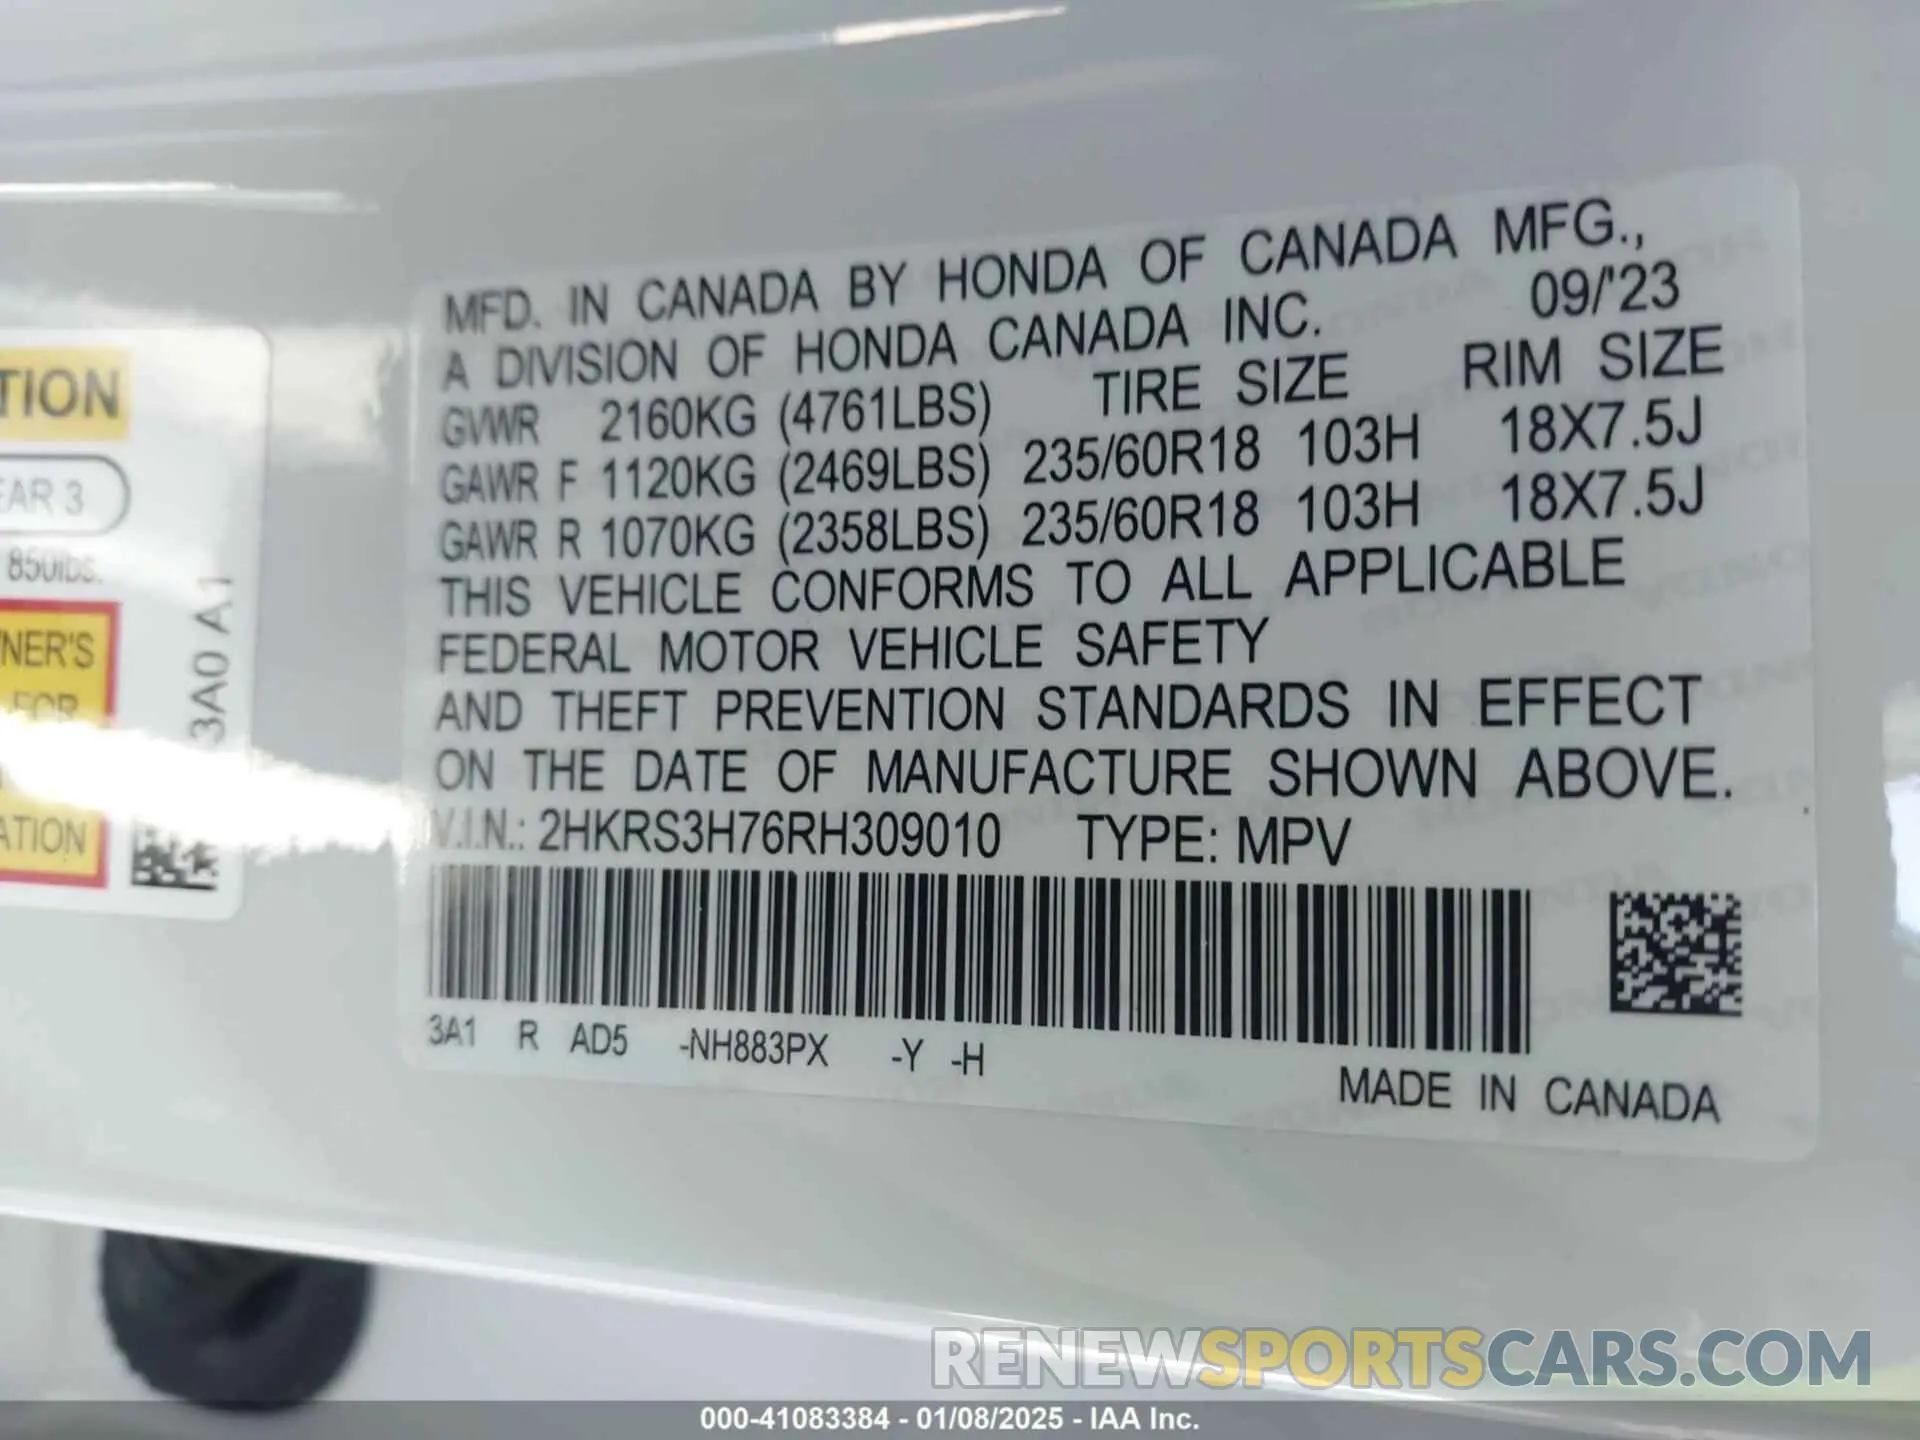 MFD. IN CANADA BY HONDA OF CANADA MFG.,
A DIVISION OF HONDA CANADA INC. 09/'23
GVWR 2160KG (4761LBS) TIRE SIZE RIM SIZE
GAWR F 1120KG (2469LBS) 235/60R18 103H 18X7.5J
GAWR R 1070KG (2358LBS) 235/60R18 103H 18X7.5J
THIS VEHICLE CONFORMS TO ALL APPLICABLE
FEDERAL MOTOR VEHICLE SAFETY
AND THEFT PREVENTION STANDARDS IN EFFECT
ON THE DATE OF MANUFACTURE SHOWN ABOVE.
V.I.N.: 2HKRS3H76RH309010 TYPE: MPV
3A1 R AD5 -NH883PX -Y -H
MADE IN CANADA
TION
EAR 3
850lbs.
NER'S
FOR
ATION
3A0 A1
RENEWSPORTSCARS.COM
000-41083384 - 01/08/2025 - IAA Inc.